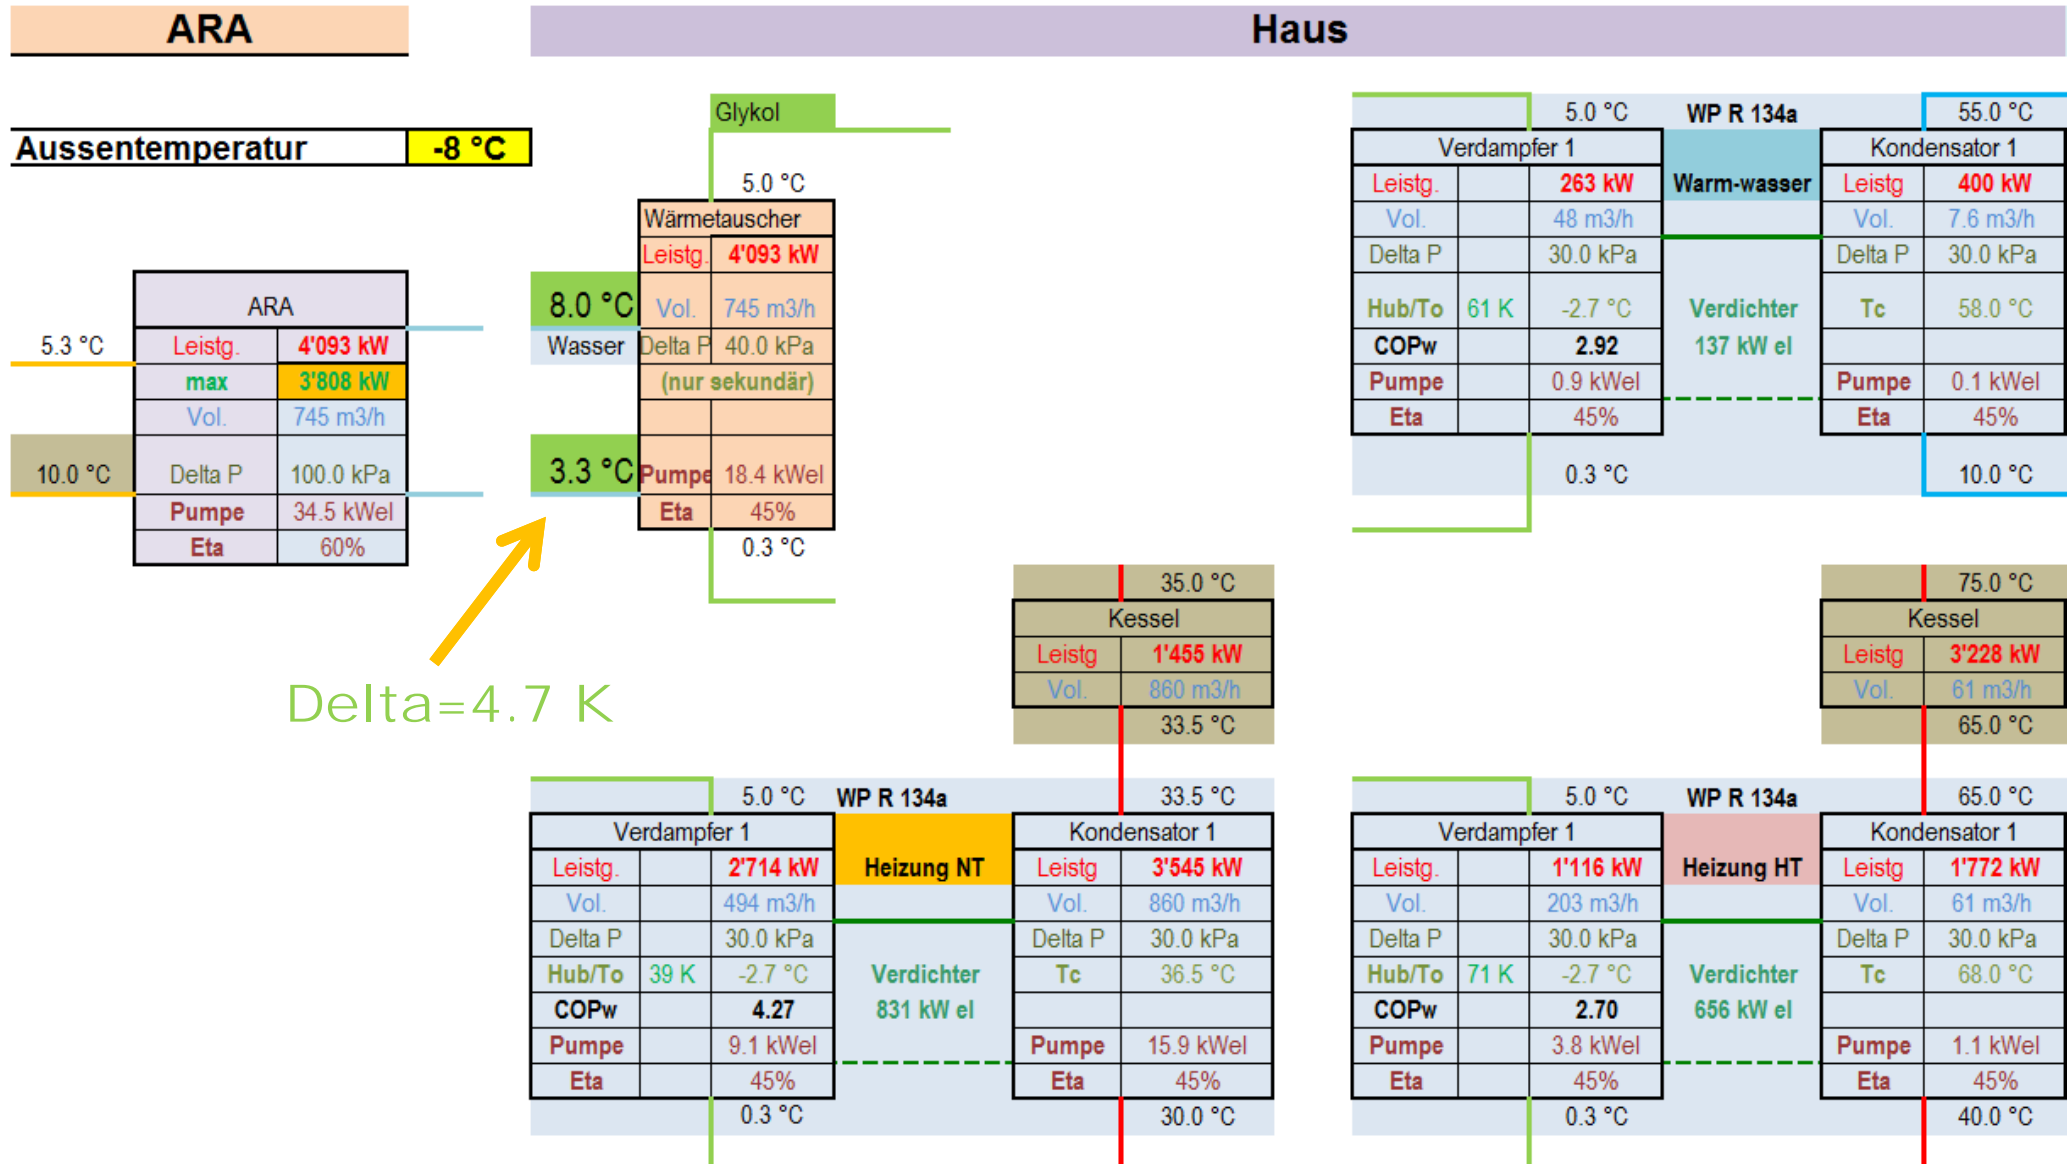 ARA
Haus
Aussentemperatur -8 °C
Glykol
5.0 °C
Wärmetauscher
Leistg. 4'093 kW
8.0 °C Vol. 745 m3/h
Wasser Delta P 40.0 kPa
(nur sekundär)
3.3 °C Pumpe 18.4 kWel
Eta 45%
0.3 °C
ARA
5.3 °C Leistg. 4'093 kW
max 3'808 kW
Vol. 745 m3/h
10.0 °C Delta P 100.0 kPa
Pumpe 34.5 kWel
Eta 60%
Delta=4.7 K
5.0 °C WP R 134a 55.0 °C
Verdampfer 1 Kondensator 1
Leistg. 263 kW Warm-wasser Leistg 400 kW
Vol. 48 m3/h Vol. 7.6 m3/h
Delta P 30.0 kPa Delta P 30.0 kPa
Hub/To 61 K -2.7 °C Verdichter Tc 58.0 °C
COPw 2.92 137 kW el
Pumpe 0.9 kWel Pumpe 0.1 kWel
Eta 45% Eta 45%
0.3 °C 10.0 °C
35.0 °C
Kessel
Leistg 1'455 kW
Vol. 860 m3/h
33.5 °C
75.0 °C
Kessel
Leistg 3'228 kW
Vol. 61 m3/h
65.0 °C
5.0 °C WP R 134a 33.5 °C
Verdampfer 1 Kondensator 1
Leistg. 2'714 kW Heizung NT Leistg 3'545 kW
Vol. 494 m3/h Vol. 860 m3/h
Delta P 30.0 kPa Delta P 30.0 kPa
Hub/To 39 K -2.7 °C Verdichter Tc 36.5 °C
COPw 4.27 831 kW el
Pumpe 9.1 kWel Pumpe 15.9 kWel
Eta 45% Eta 45%
0.3 °C 30.0 °C
5.0 °C WP R 134a 65.0 °C
Verdampfer 1 Kondensator 1
Leistg. 1'116 kW Heizung HT Leistg 1'772 kW
Vol. 203 m3/h Vol. 61 m3/h
Delta P 30.0 kPa Delta P 30.0 kPa
Hub/To 71 K -2.7 °C Verdichter Tc 68.0 °C
COPw 2.70 656 kW el
Pumpe 3.8 kWel Pumpe 1.1 kWel
Eta 45% Eta 45%
0.3 °C 40.0 °C